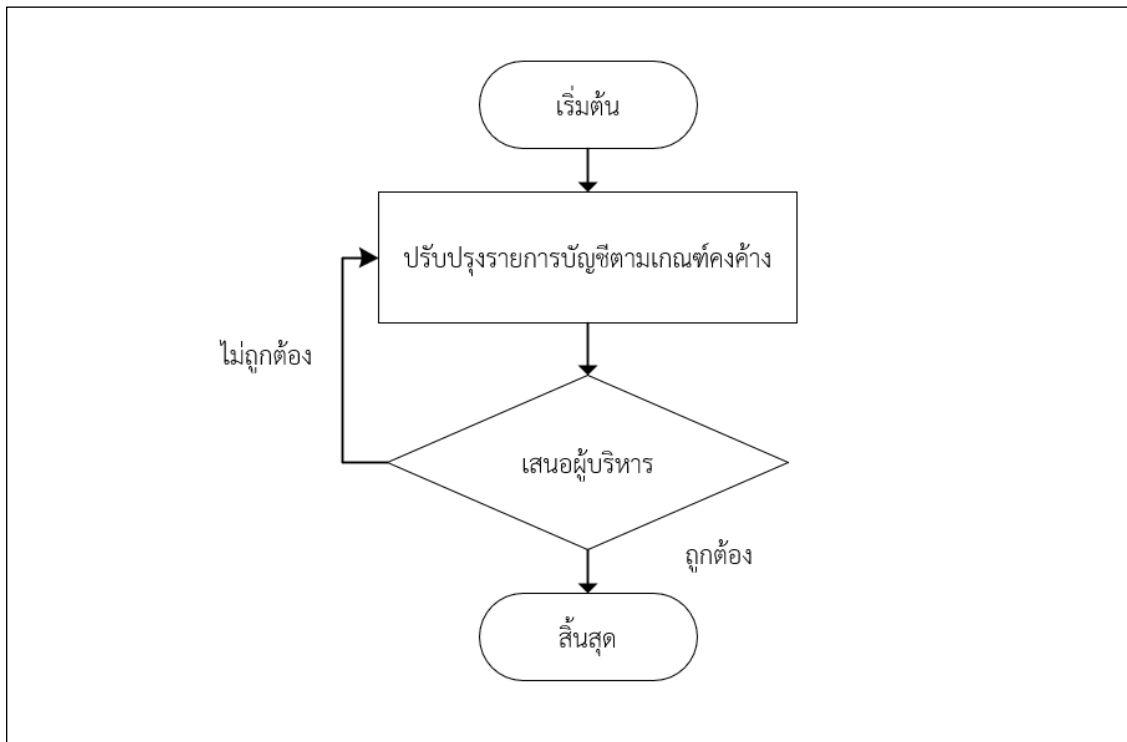 เริ่มต้น
ปรับปรุงรายการบัญชีตามเกณฑ์คงค้าง
ไม่ถูกต้อง
เสนอผู้บริหาร
ถูกต้อง
สิ้นสุด